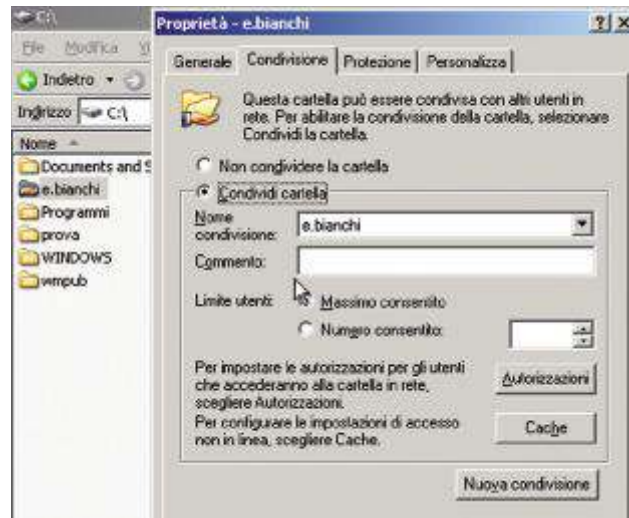 C:\
File Modifica
Indietro
Indirizzo C:\
Nome
Documents and S
e.bianchi
Programmi
prova
WINDOWS
wmpub
Proprietà - e.bianchi
Generale Condivisione Protezione Personalizza
Questa cartella può essere condivisa con altri utenti in
rete. Per abilitare la condivisione della cartella, selezionare
Condividi la cartella.
Non condividere la cartella
Condividi cartella
Nome
condivisione: e.bianchi
Commento:
Limite utenti: Massimo consentito
Numero consentito:
Per impostare le autorizzazioni per gli utenti
che accederanno alla cartella in rete,
scegliere Autorizzazioni.
Autorizzazioni
Per configurare le impostazioni di accesso
non in linea, scegliere Cache.
Cache
Nuova condivisione